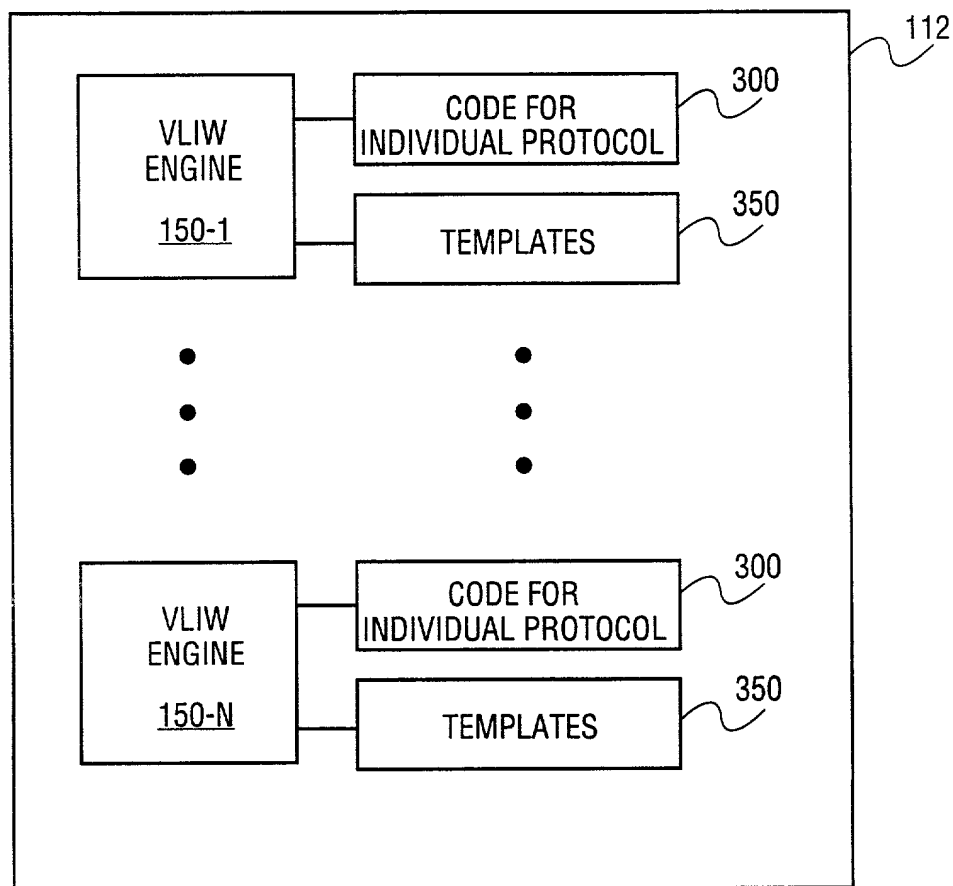 112
VLIW
ENGINE
150-1
CODE FOR
INDIVIDUAL PROTOCOL
300
TEMPLATES
350
VLIW
ENGINE
150-N
CODE FOR
INDIVIDUAL PROTOCOL
300
TEMPLATES
350